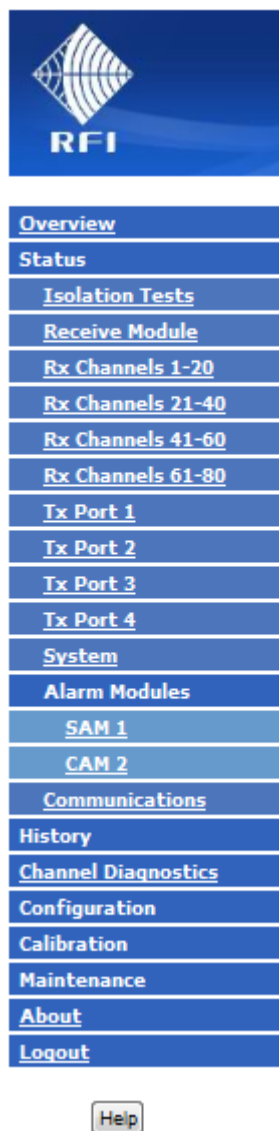 RFI
Overview
Status
Isolation Tests
Receive Module
Rx Channels 1-20
Rx Channels 21-40
Rx Channels 41-60
Rx Channels 61-80
Tx Port 1
Tx Port 2
Tx Port 3
Tx Port 4
System
Alarm Modules
SAM 1
CAM 2
Communications
History
Channel Diagnostics
Configuration
Calibration
Maintenance
About
Logout
Help